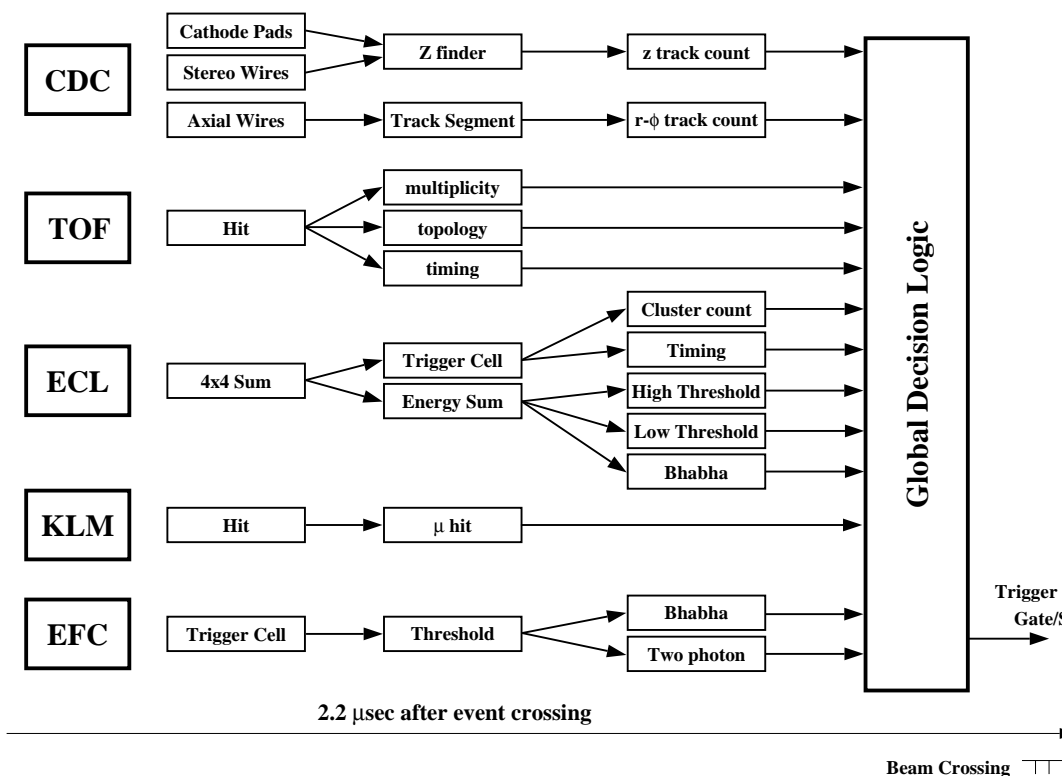 CDC
Cathode Pads
Stereo Wires
Z finder
z track count
Axial Wires
Track Segment
r-ϕ track count
TOF
Hit
multiplicity
topology
timing
ECL
4x4 Sum
Trigger Cell
Energy Sum
Cluster count
Timing
High Threshold
Low Threshold
Bhabha
KLM
Hit
μ hit
EFC
Trigger Cell
Threshold
Bhabha
Two photon
Global Decision Logic
Trigger
Gate/
2.2 μsec after event crossing
Beam Crossing